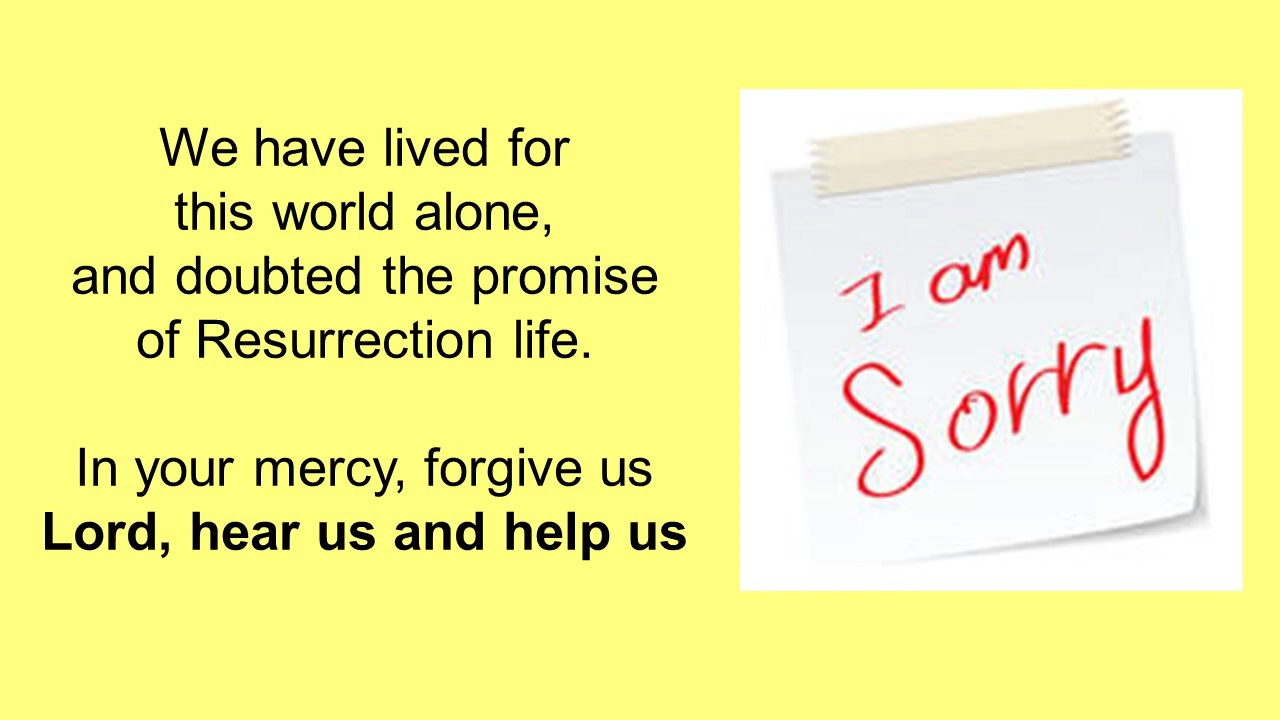 We have lived for
this world alone,
and doubted the promise
of Resurrection life.
In your mercy, forgive us
Lord, hear us and help us
I am
Sorry